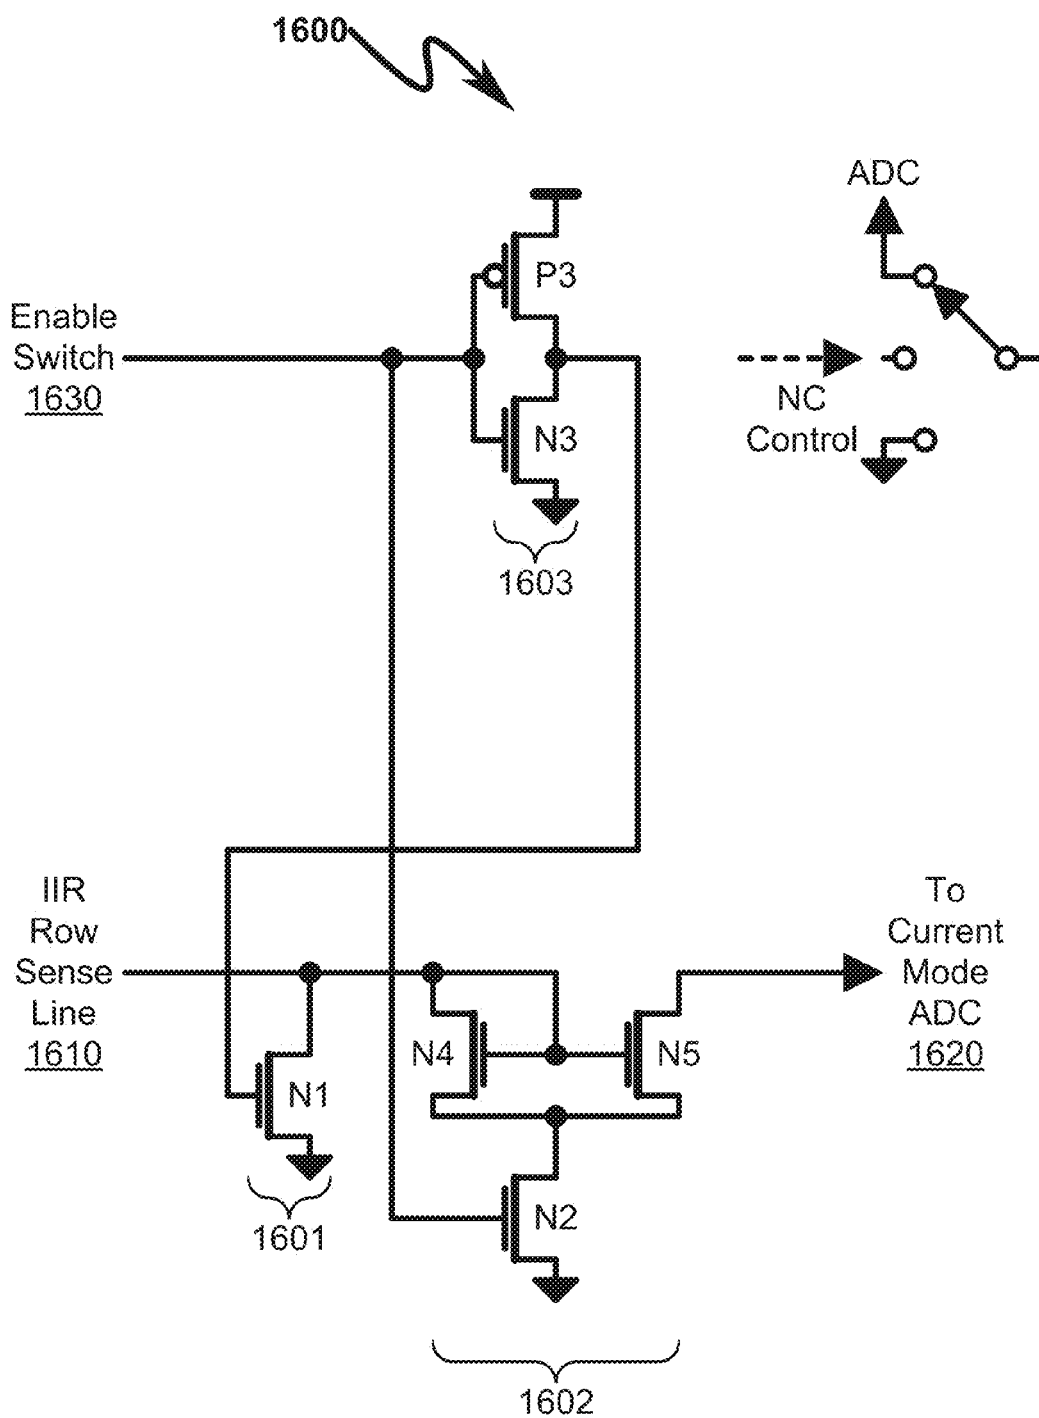 1600
ADC
P3
Enable
Switch
1630
N3
NC
Control
1603
IIR
Row
Sense
Line
1610
To
Current
Mode
ADC
1620
N4
N5
N1
N2
1601
1602